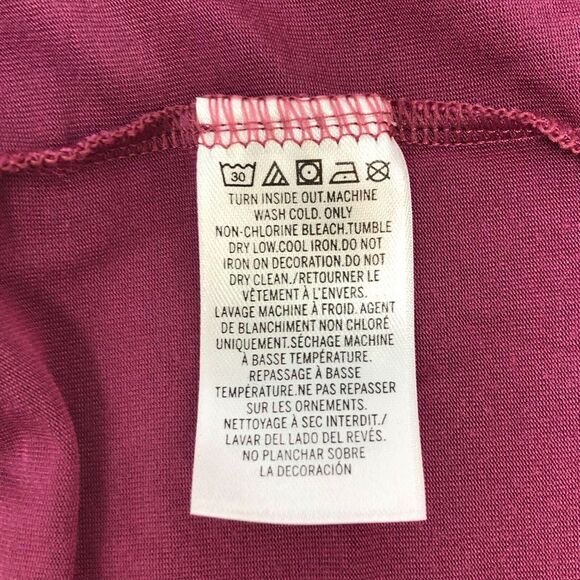 30
TURN INSIDE OUT.MACHINE
WASH COLD. ONLY
NON-CHLORINE BLEACH.TUMBLE
DRY LOW.COOL IRON.DO NOT
IRON ON DECORATION.DO NOT
DRY CLEAN./RETOURNER LE
VÊTEMENT À L'ENVERS.
LAVAGE MACHINE À FROID. AGENT
DE BLANCHIMENT NON CHLORÉ
UNIQUEMENT.SÉCHAGE MACHINE
À BASSE TEMPÉRATURE.
REPASSAGE À BASSE
TEMPÉRATURE.NE PAS REPASSER
SUR LES ORNEMENTS.
NETTOYAGE À SEC INTERDIT./
LAVAR DEL LADO DEL REVÉS.
NO PLANCHAR SOBRE
LA DECORACIÓN